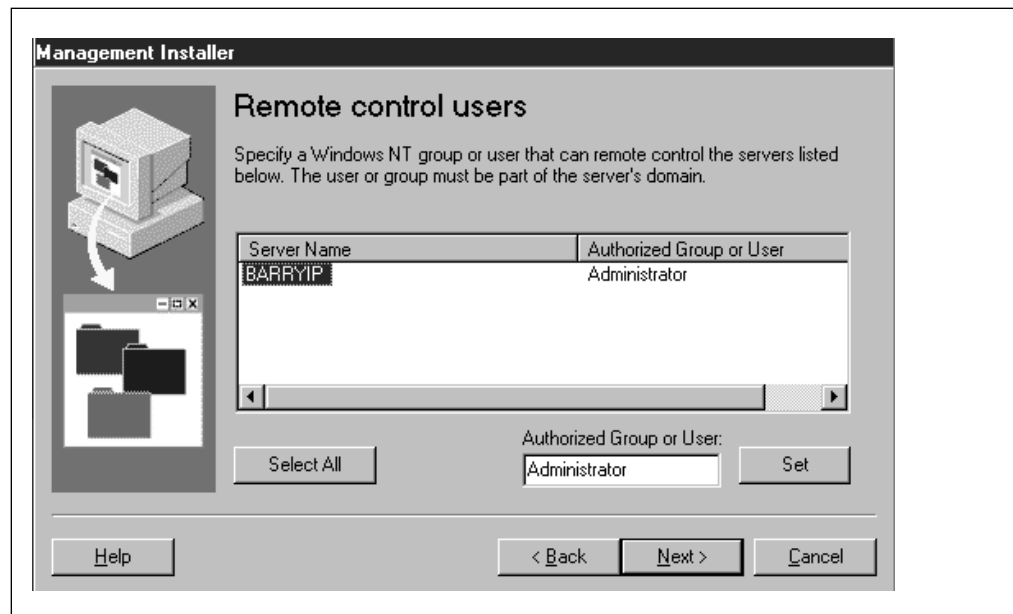 Management Installer
Remote control users
Specify a Windows NT group or user that can remote control the servers listed
below. The user or group must be part of the server's domain.
Server Name Authorized Group or User
BARRYIP Administrator
Authorized Group or User:
Select All Administrator Set
Help < Back Next > Cancel